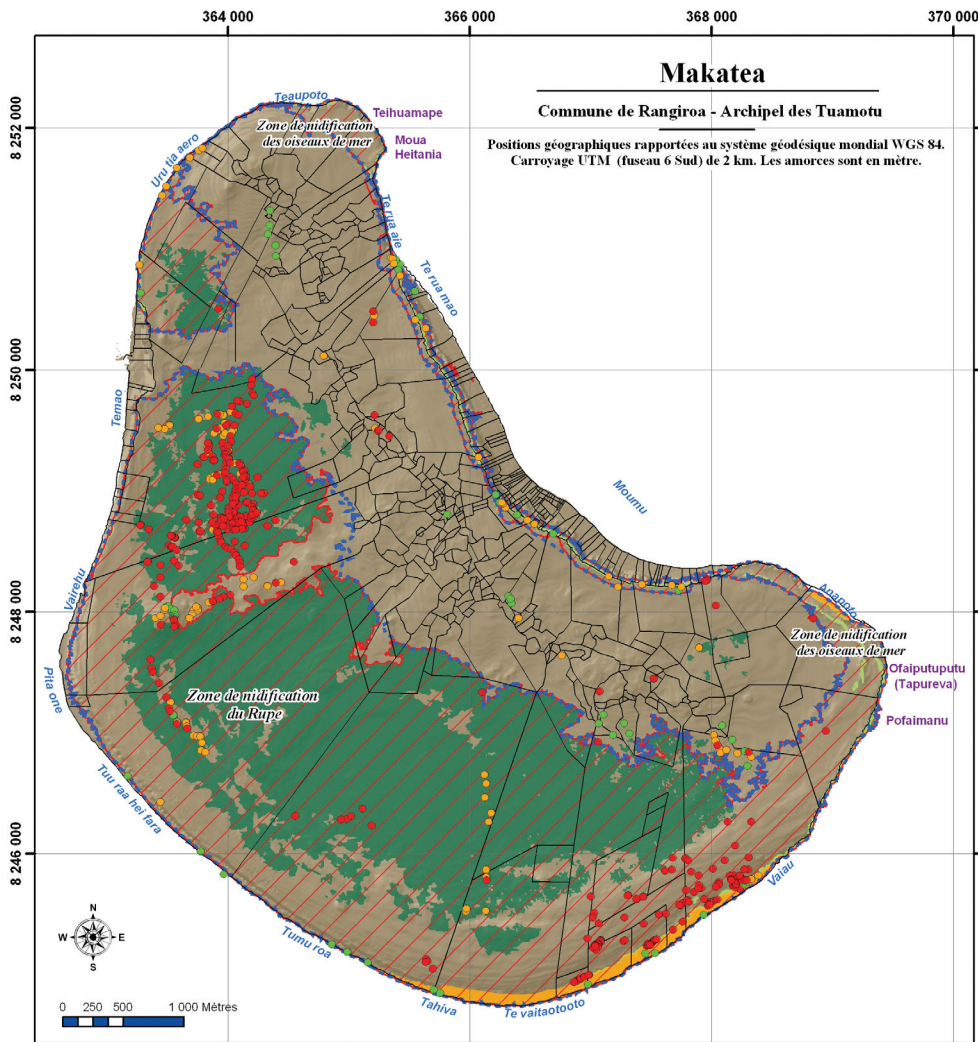 364 000
366 000
368 000
370 000
Makatea
Commune de Rangiroa - Archipel des Tuamotu
Positions géographiques rapportées au système géodésique mondial WGS 84.
Carroyage UTM (fuseau 6 Sud) de 2 km. Les amorces sont en mètre.
8 252 000
8 250 000
8 248 000
8 246 000
Teaupoto
Teihuamape
Zone de nidification
des oiseaux de mer
Moua
Heitania
Uru tia aero
Te rua aie
Te rua mao
Temao
Moumu
Vairehu
Anapoto
Zone de nidification
des oiseaux de mer
Ofaiputuputu
(Tapureva)
Pofaimanu
Pita one
Zone de nidification
du Rupe
Tuu raa hei fara
Vaiau
Tumu roa
Tahiva
Te vaitaotooto
N
W
E
S
0 250 500 1 000 Mètres